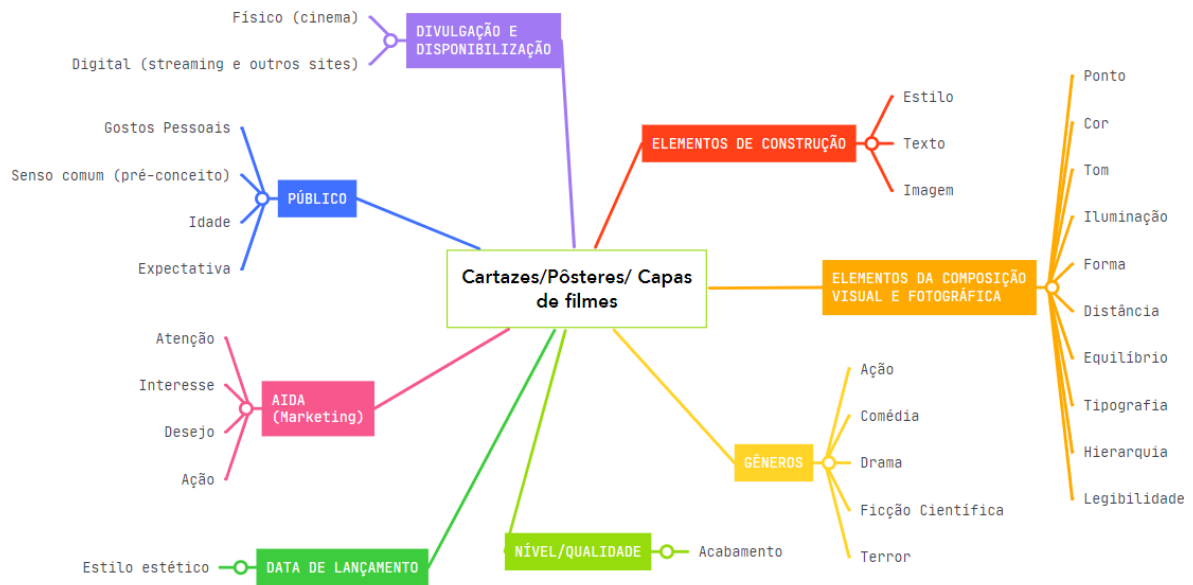 Cartazes/Pôsteres/ Capas
de filmes
DIVULGAÇÃO E
DISPONIBILIZAÇÃO
Físico (cinema)
Digital (streaming e outros sites)
PÚBLICO
Gostos Pessoais
Senso comum (pré-conceito)
Idade
Expectativa
AIDA
(Marketing)
Atenção
Interesse
Desejo
Ação
DATA DE LANÇAMENTO
Estilo estético
NÍVEL/QUALIDADE
Acabamento
GÊNEROS
Ação
Comédia
Drama
Ficção Científica
Terror
ELEMENTOS DA COMPOSIÇÃO
VISUAL E FOTOGRÁFICA
Ponto
Cor
Tom
Iluminação
Forma
Distância
Equilíbrio
Tipografia
Hierarquia
Legibilidade
ELEMENTOS DE CONSTRUÇÃO
Estilo
Texto
Imagem